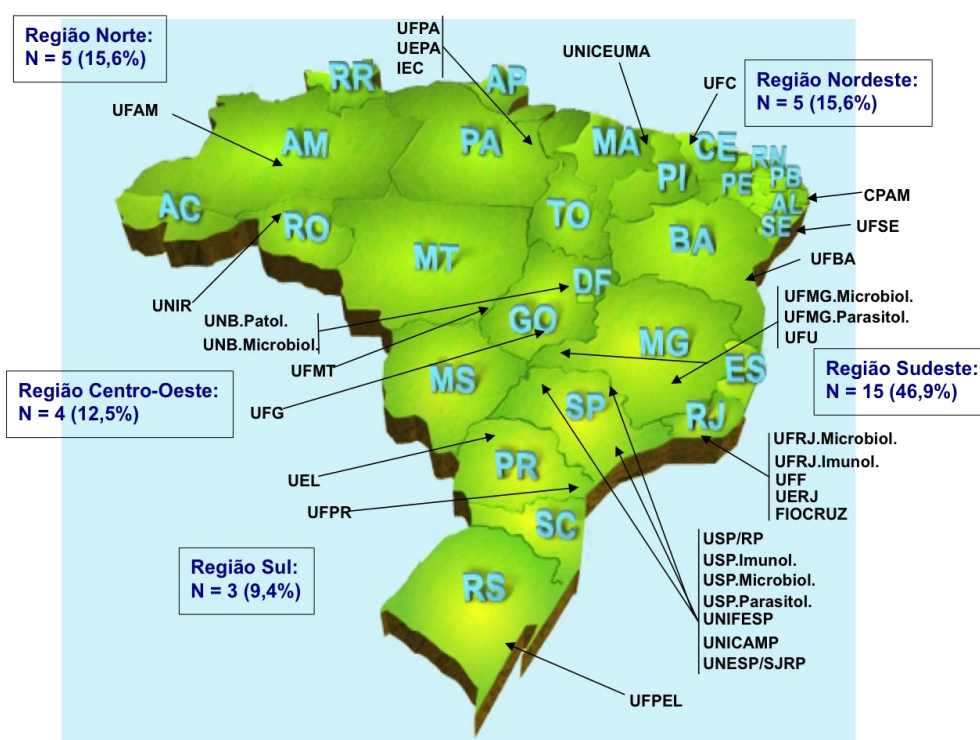 Região Norte:
N = 5 (15,6%)
UFPA
UEPA
IEC
UNICEUMA
UFC
Região Nordeste:
N = 5 (15,6%)
UFAM
RR
AP
AM
PA
MA
CE
RN
PI
PE
PB
CPAM
AC
RO
TO
AL
SE
UFSE
MT
BA
UFBA
UNIR
DF
UNB.Patol.
UNB.Microbiol.
UFMG.Microbiol.
UFMG.Parasitol.
UFU
GO
MG
UFMT
ES
Região Sudeste:
N = 15 (46,9%)
Região Centro-Oeste:
N = 4 (12,5%)
MS
UFG
SP
RJ
UFRJ.Microbiol.
UFRJ.Imunol.
UFF
UERJ
FIOCRUZ
UEL
PR
UFPR
SC
USP/RP
USP.Imunol.
USP.Microbiol.
USP.Parasitol.
UNIFESP
UNICAMP
UNESP/SJRP
Região Sul:
N = 3 (9,4%)
RS
UFPEL